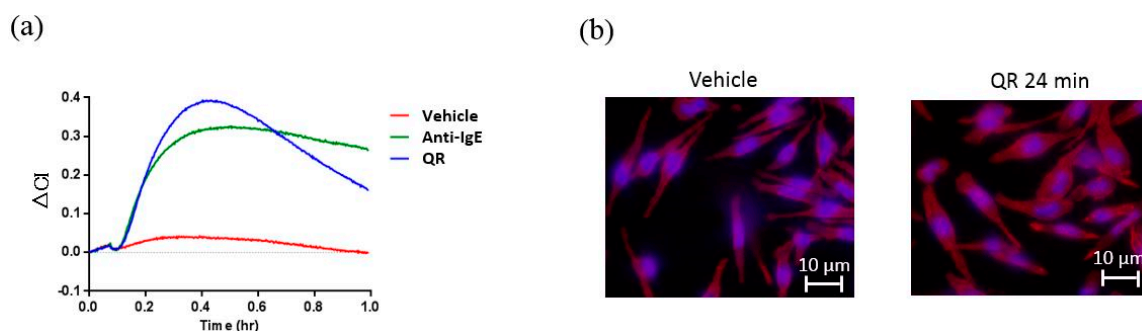 (a)
0.4
0.3
0.2
0.1
0.0
-0.1
ΔCI
0.0 0.2 0.4 0.6 0.8 1.0
Time (hr)
Vehicle
Anti-IgE
QR
(b)
Vehicle
QR 24 min
10 µm
10 µm